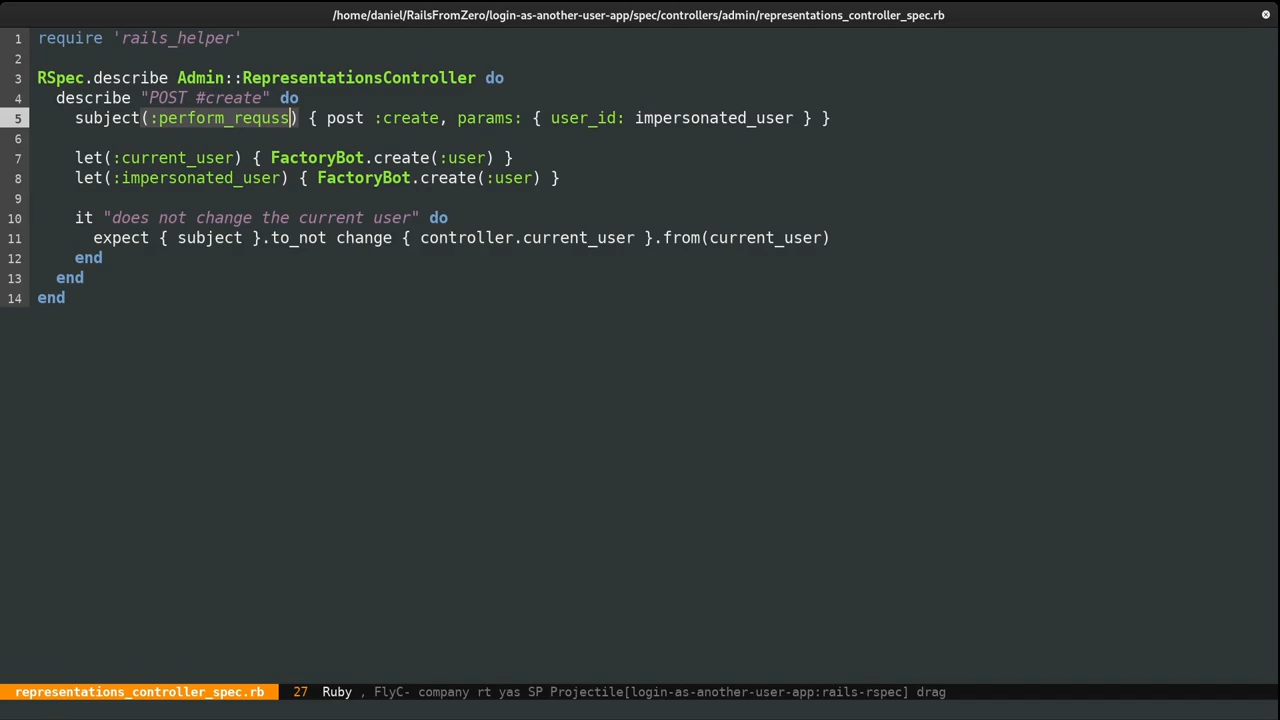 /home/daniel/RailsFromZero/login-as-another-user-app/spec/controllers/admin/representations_controller_spec.rb
1 require 'rails_helper'
2
3 RSpec.describe Admin::RepresentationsController do
4   describe "POST #create" do
5     subject(:perform_requss) { post :create, params: { user_id: impersonated_user } }
6
7     let(:current_user) { FactoryBot.create(:user) }
8     let(:impersonated_user) { FactoryBot.create(:user) }
9
10     it "does not change the current user" do
11       expect { subject }.to_not change { controller.current_user }.from(current_user)
12     end
13   end
14 end
representations_controller_spec.rb 27 Ruby , FlyC- company rt yas SP Projectile[login-as-another-user-app:rails-rspec] drag